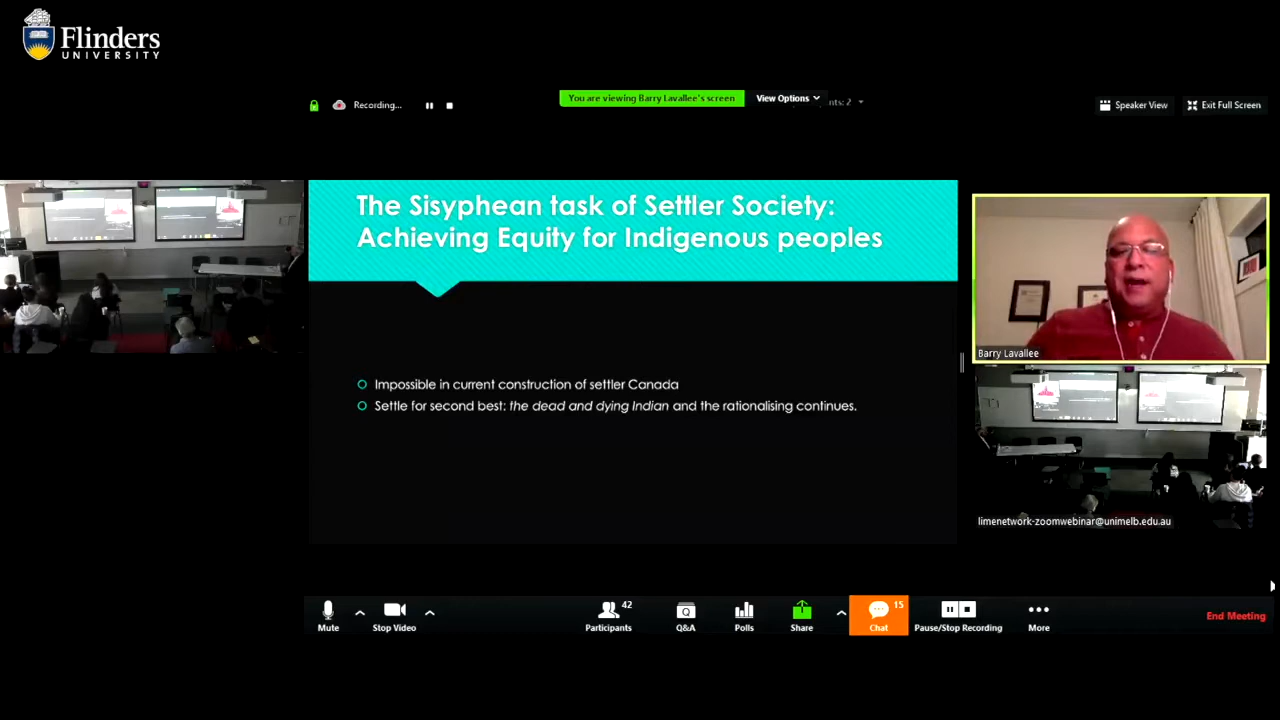 Flinders
UNIVERSITY
Recording...
You are viewing Barry Lavallee's screen
View Options
nts: 2
Speaker View
Exit Full Screen
The Sisyphean task of Settler Society:
Achieving Equity for Indigenous peoples
Impossible in current construction of settler Canada
Settle for second best: the dead and dying Indian and the rationalising continues.
Barry Lavallee
limenetwork-zoomwebinar@unimelb.edu.au
Mute
Stop Video
42
Participants
Q&A
Polls
Share
15
Chat
Pause/Stop Recording
More
End Meeting